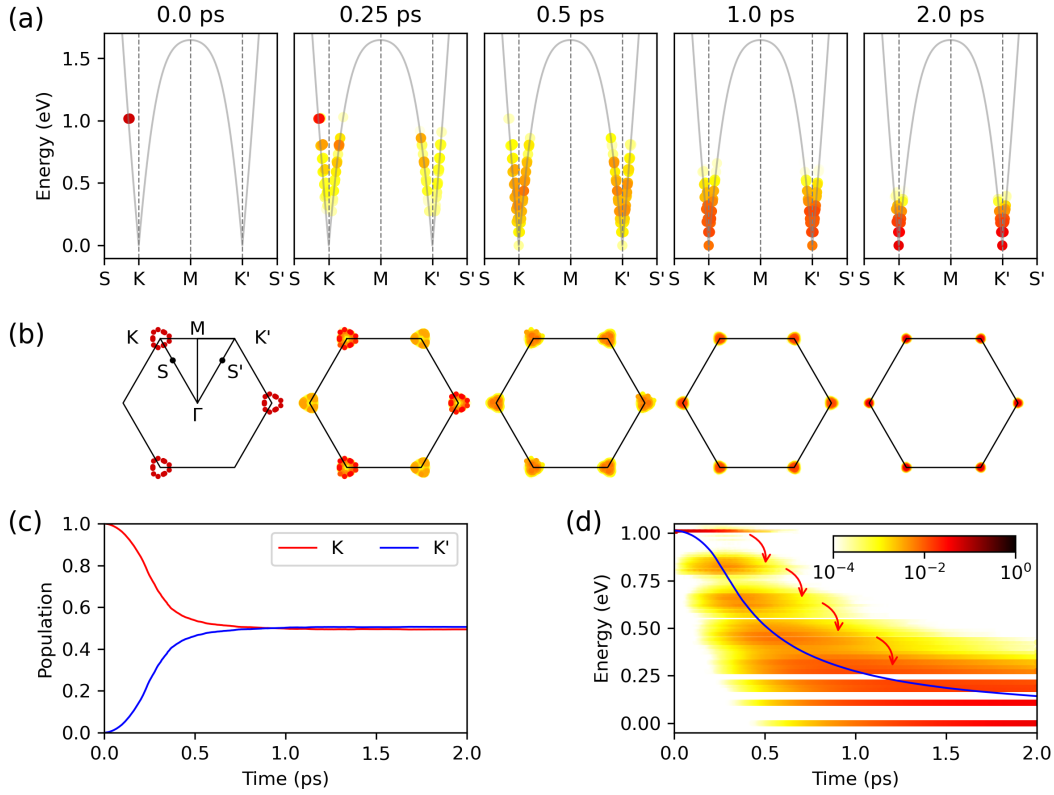 (a)
0.0 ps 0.25 ps 0.5 ps 1.0 ps 2.0 ps
Energy (eV)
1.5
1.0
0.5
0.0
S K M K' S' S K M K' S' S K M K' S' S K M K' S' S K M K' S'
(b)
K M K'
S S'
Γ
(c)
Population
1.0
0.8
0.6
0.4
0.2
0.0
K K'
0.0 0.5 1.0 1.5 2.0
Time (ps)
(d)
Energy (eV)
1.00
0.75
0.50
0.25
0.00
10⁻⁴ 10⁻² 10⁰
0.0 0.5 1.0 1.5 2.0
Time (ps)